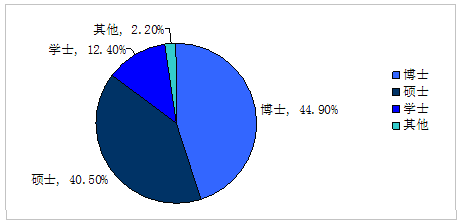 其他, 2.20%
学士, 12.40%
博士, 44.90%
硕士, 40.50%
博士
硕士
学士
其他